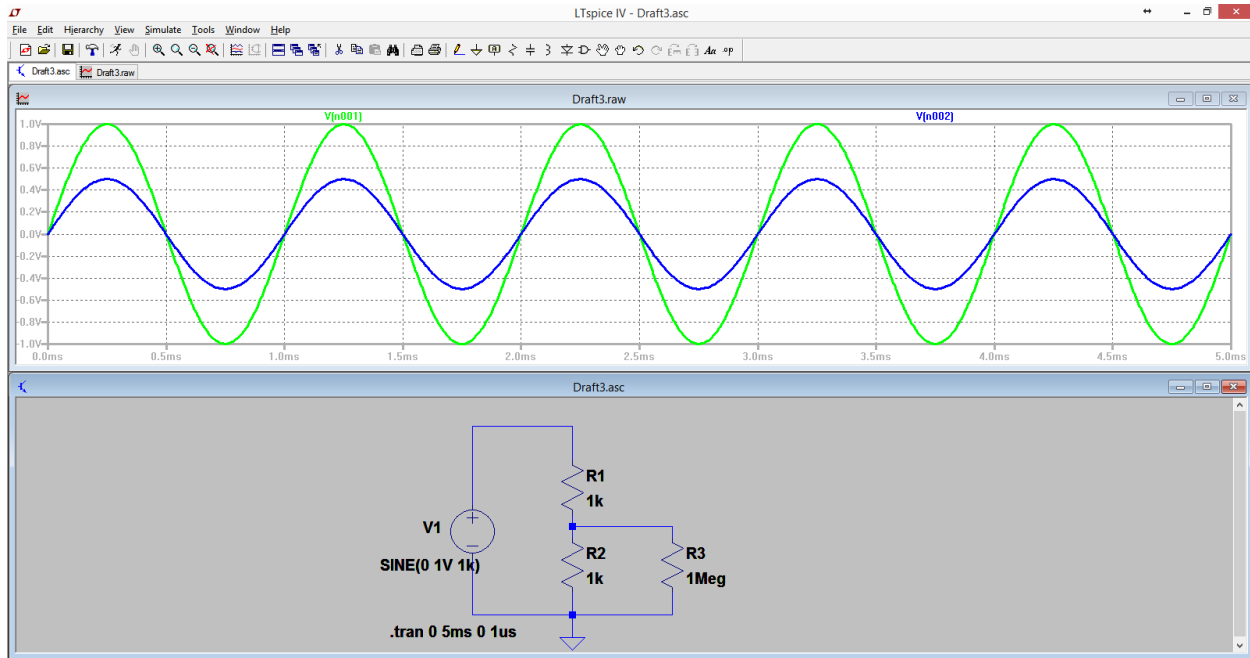 LTspice IV - Draft3.asc
File Edit Hierarchy View Simulate Tools Window Help
Aa .op
Draft3.asc Draft3.raw
Draft3.raw
V(n001) V(n002)
1.0V
0.8V
0.6V
0.4V
0.2V
0.0V
-0.2V
-0.4V
-0.6V
-0.8V
-1.0V
0.0ms 0.5ms 1.0ms 1.5ms 2.0ms 2.5ms 3.0ms 3.5ms 4.0ms 4.5ms 5.0ms
Draft3.asc
R1
1k
V1
SINE(0 1V 1k)
R2
1k
R3
1Meg
.tran 0 5ms 0 1us